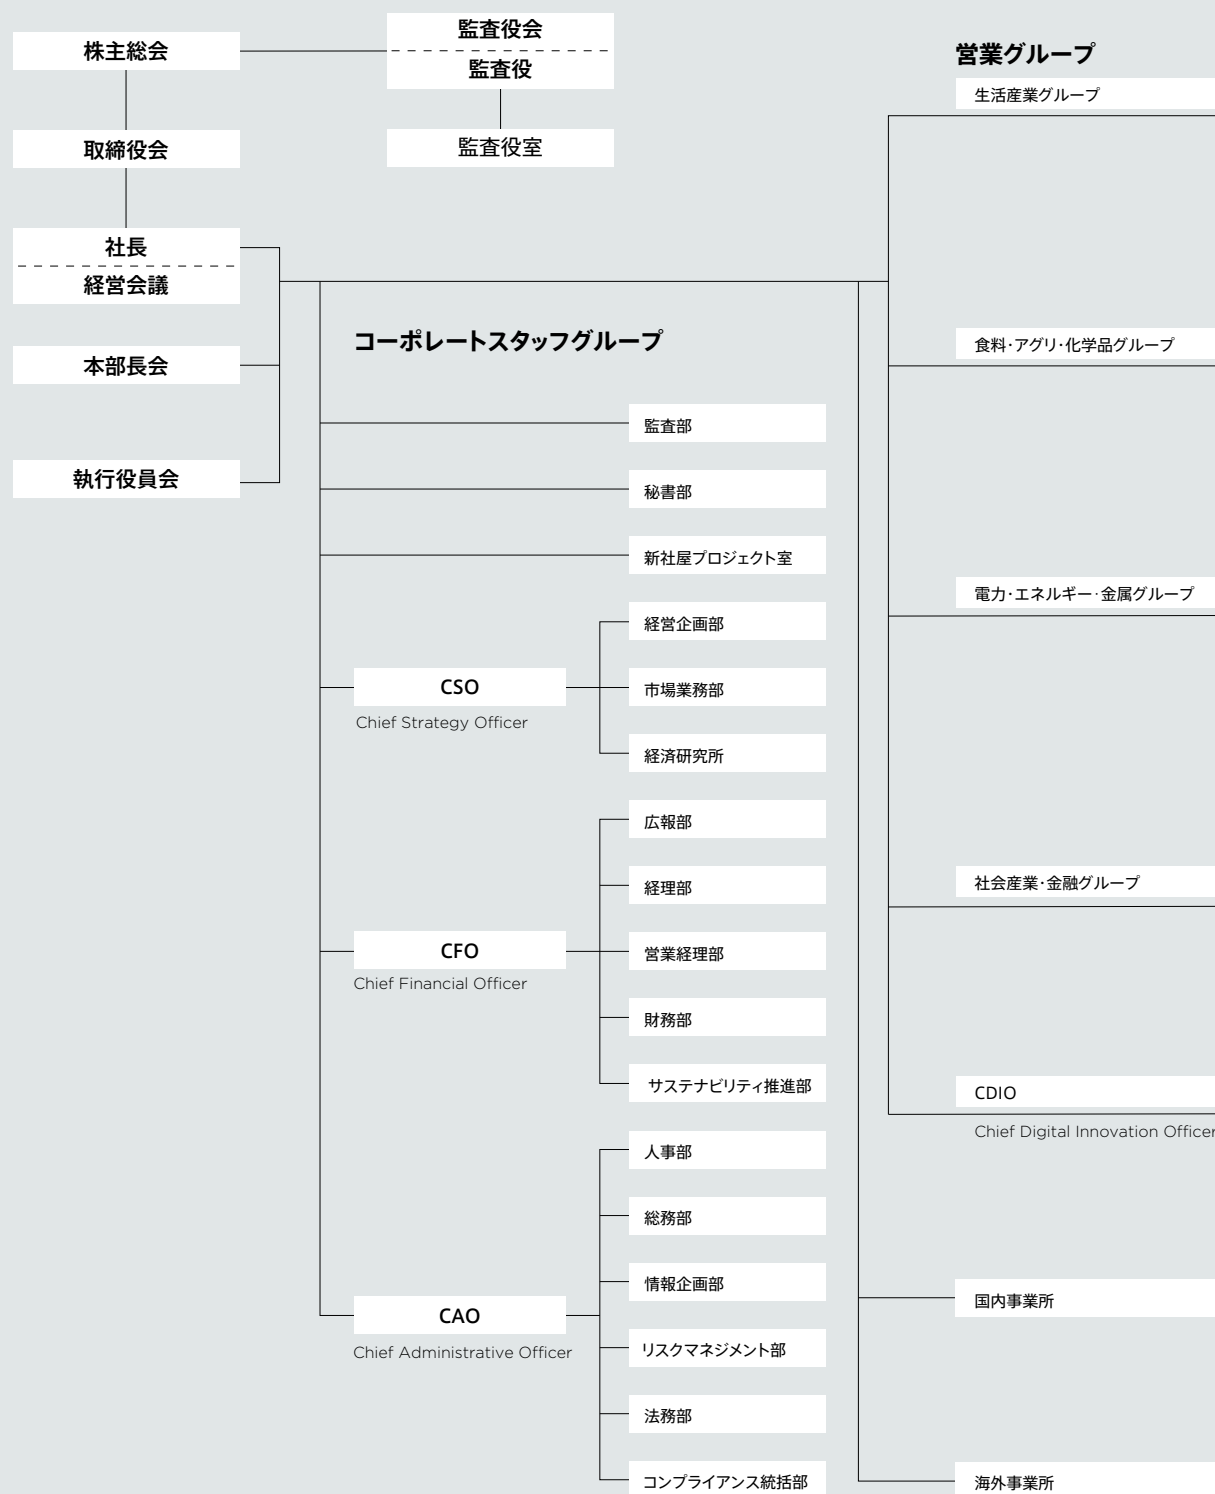 株主総会
監査役会
監査役
監査役室
取締役会
社長
経営会議
本部長会
執行役員会
コーポレートスタッフグループ
監査部
秘書部
新社屋プロジェクト室
CSO
Chief Strategy Officer
経営企画部
市場業務部
経済研究所
CFO
Chief Financial Officer
広報部
経理部
営業経理部
財務部
サステナビリティ推進部
CAO
Chief Administrative Officer
人事部
総務部
情報企画部
リスクマネジメント部
法務部
コンプライアンス統括部
営業グループ
生活産業グループ
食料・アグリ・化学品グループ
電力・エネルギー・金属グループ
社会産業・金融グループ
CDIO
Chief Digital Innovation Officer
国内事業所
海外事業所